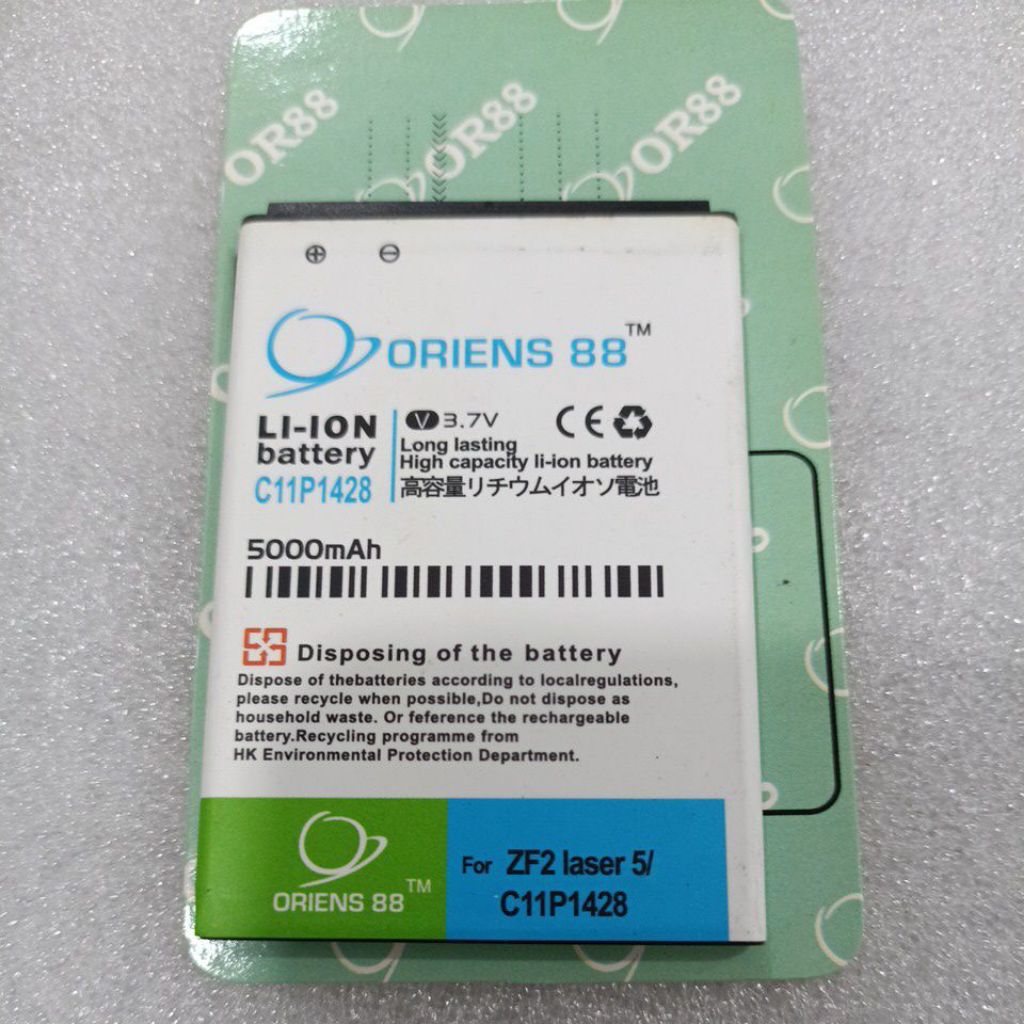 OR88
OR88
OR88
⊕ ⊖
ORIENS 88™
LI-ION
battery
C11P1428
V 3.7V
CE
Long lasting
High capacity li-ion battery
高容量リチウムイオソ電池
5000mAh
Disposing of the battery
Dispose of thebatteries according to localregulations,
please recycle when possible,Do not dispose as
household waste. Or feference the rechargeable
battery.Recycling programme from
HK Environmental Protection Department.
ORIENS 88™
For ZF2 laser 5/
C11P1428